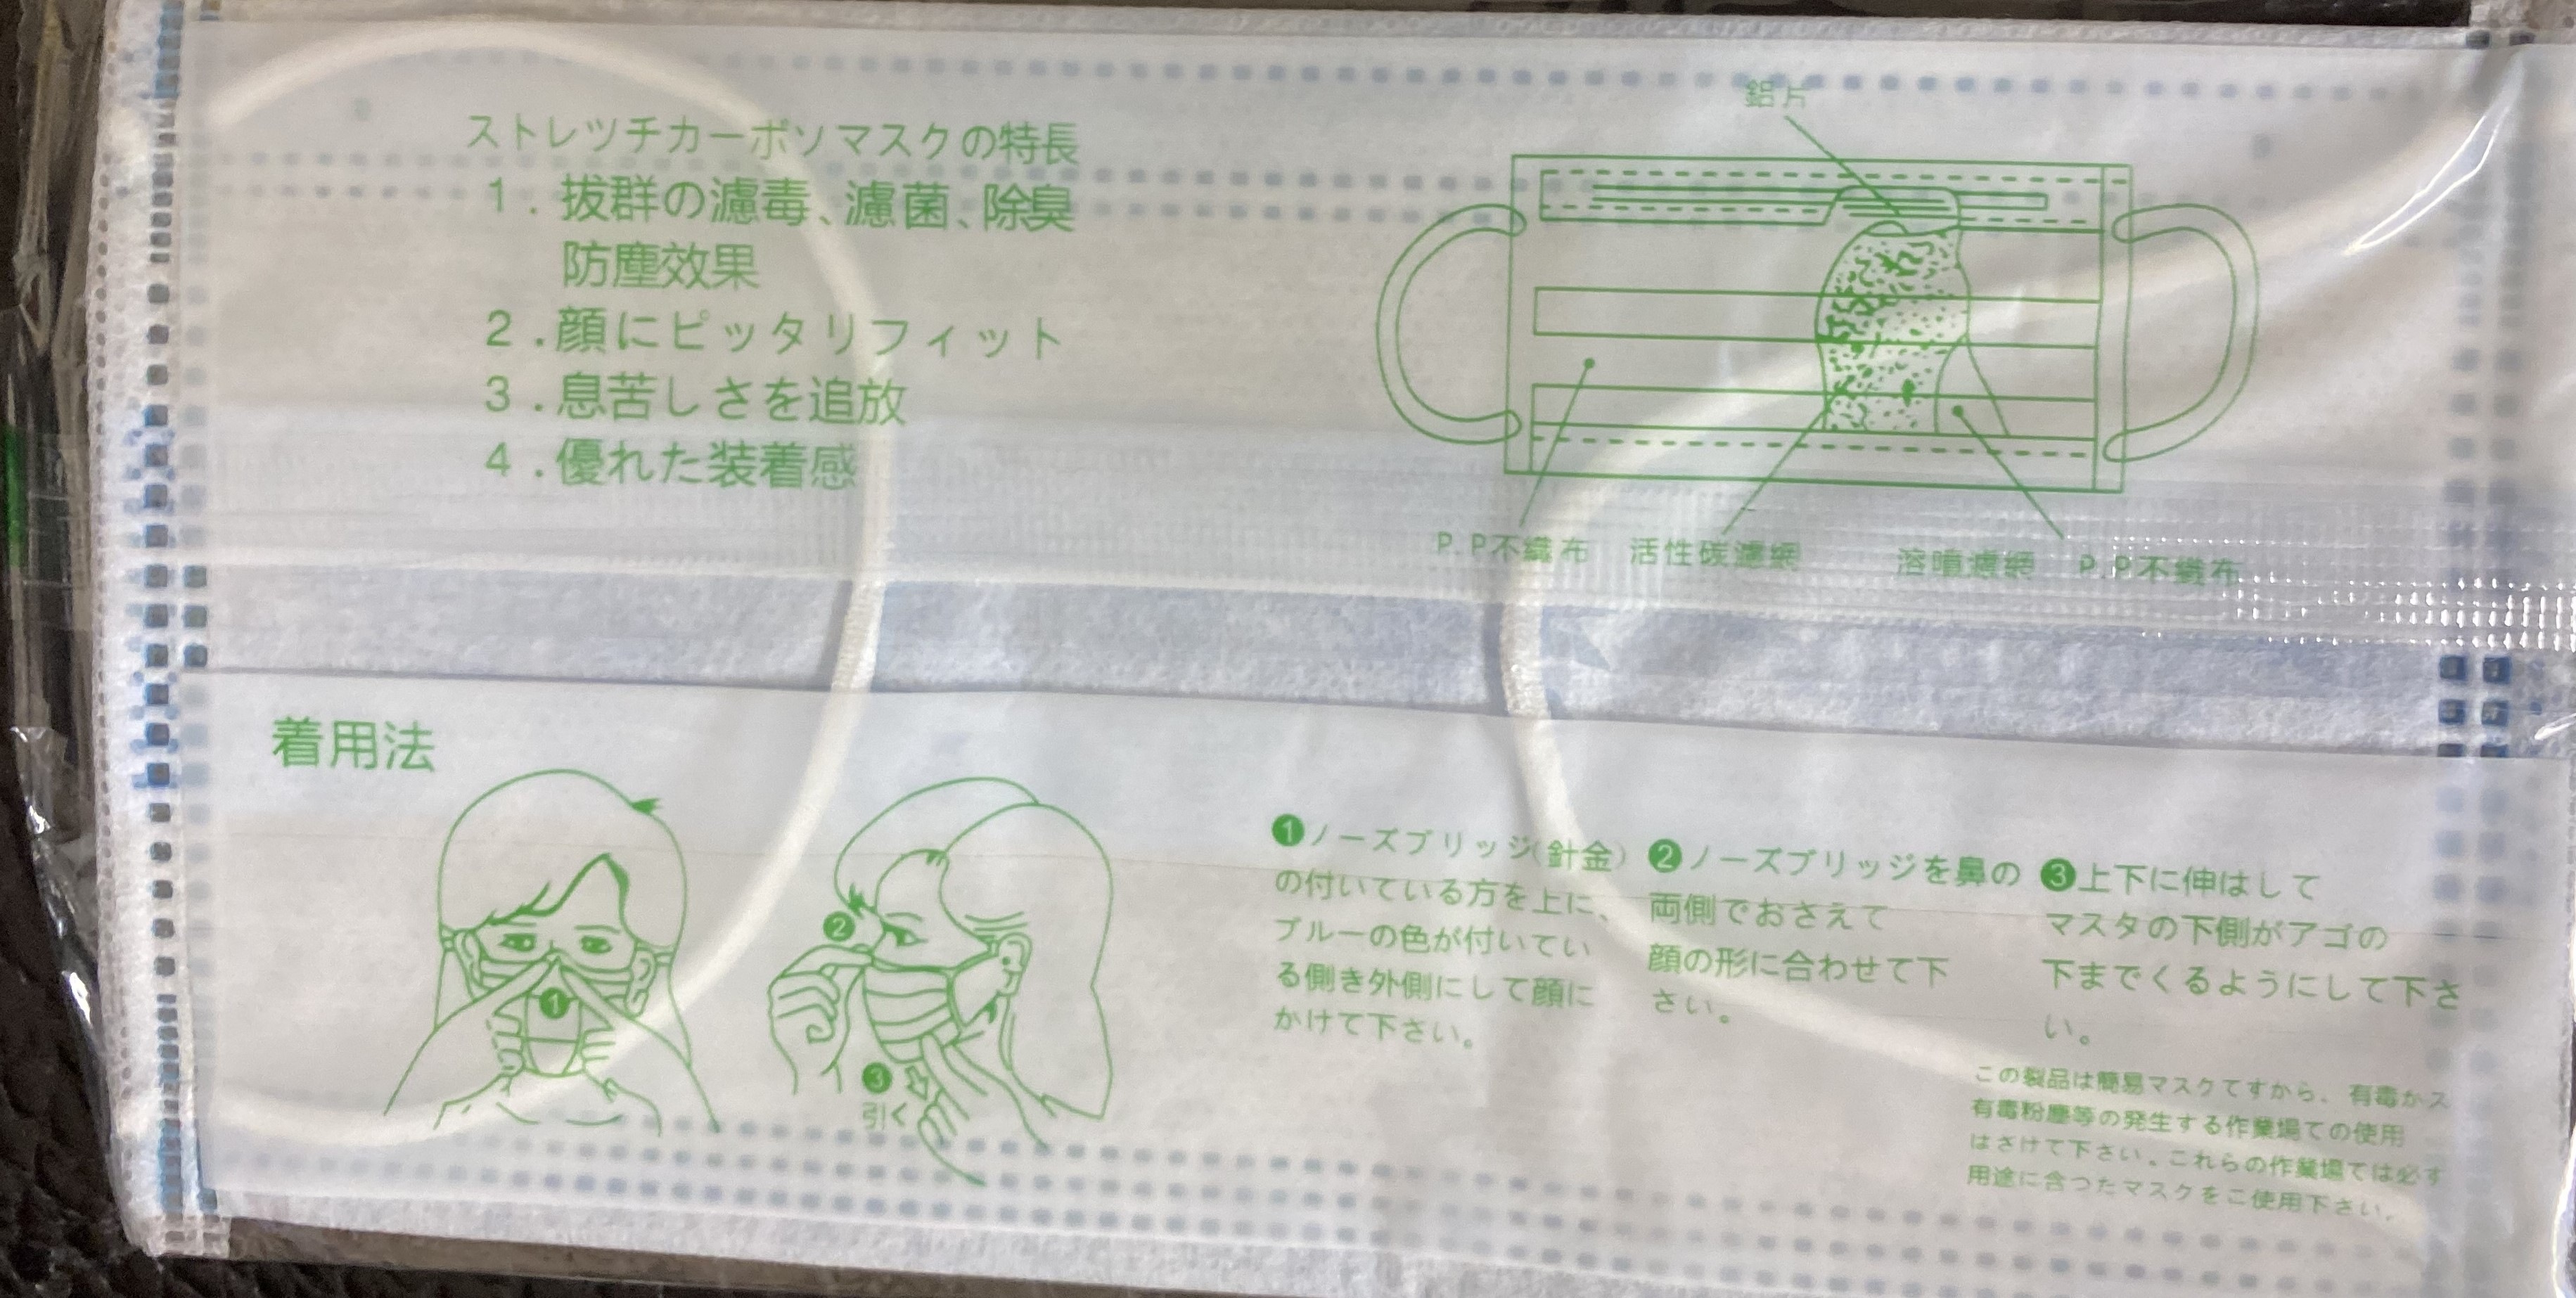 ストレツチカーポソマスクの特長
1.抜群の濾毒、濾菌、除臭
防塵効果
2.顔にピッタリフィット
3.息苦しさを追放
4.優れた装着感
鋁片
P.P不織布 活性碳濾網 溶噴濾網 P.P不織布
着用法
1
2
3
引く
❶ノーズブリッジ(針金)
の付いている方を上に、
ブルーの色が付いてい
る側き外側にして顔に
かけて下さい。
❷ノーズブリッジを鼻の
両側でおさえて
顔の形に合わせて下
さい。
❸上下に伸はして
マスタの下側がアゴの
下までくるようにして下さ
い。
この製品は簡易マスクてすから、有毒かス
有毒粉塵等の発生する作業場ての使用
はさけて下さい。これらの作業場ては必す
用途に含つたマスクをこ使用下さい。